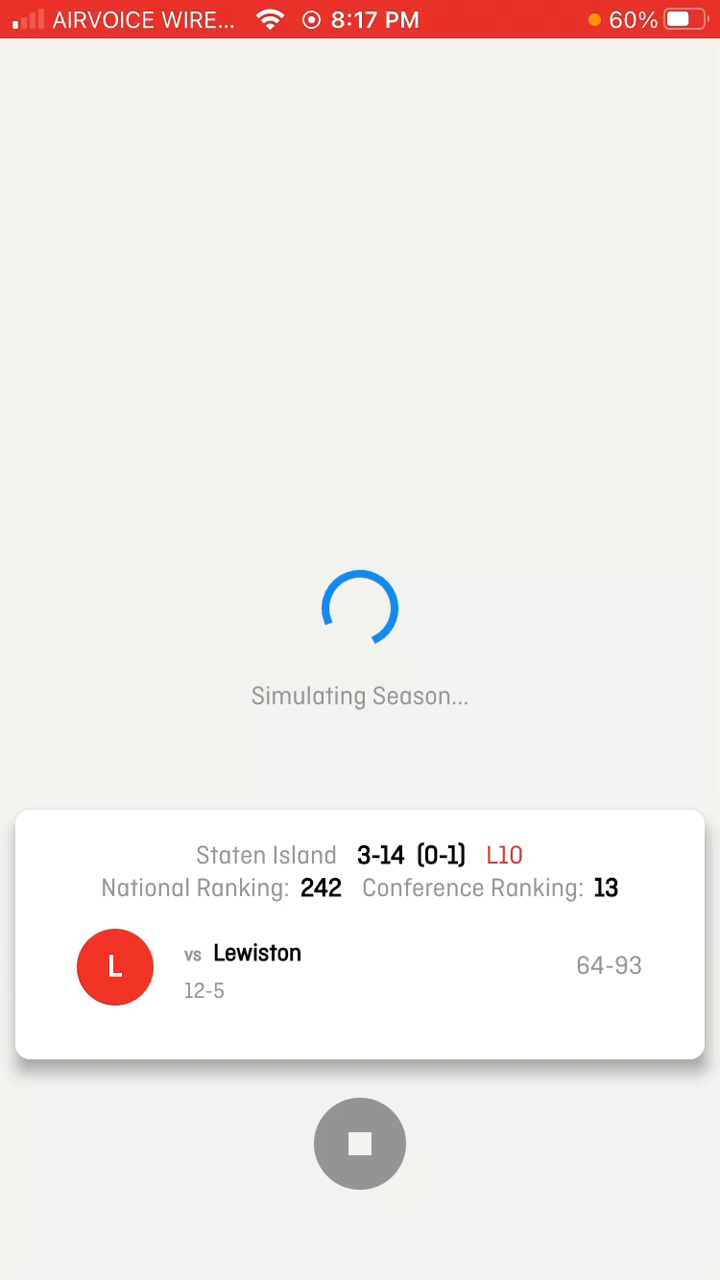 AIRVOICE WIRE... 8:17 PM 60%
Simulating Season...
Staten Island 3-14 (0-1) L10
National Ranking: 242 Conference Ranking: 13
L vs Lewiston 64-93
12-5